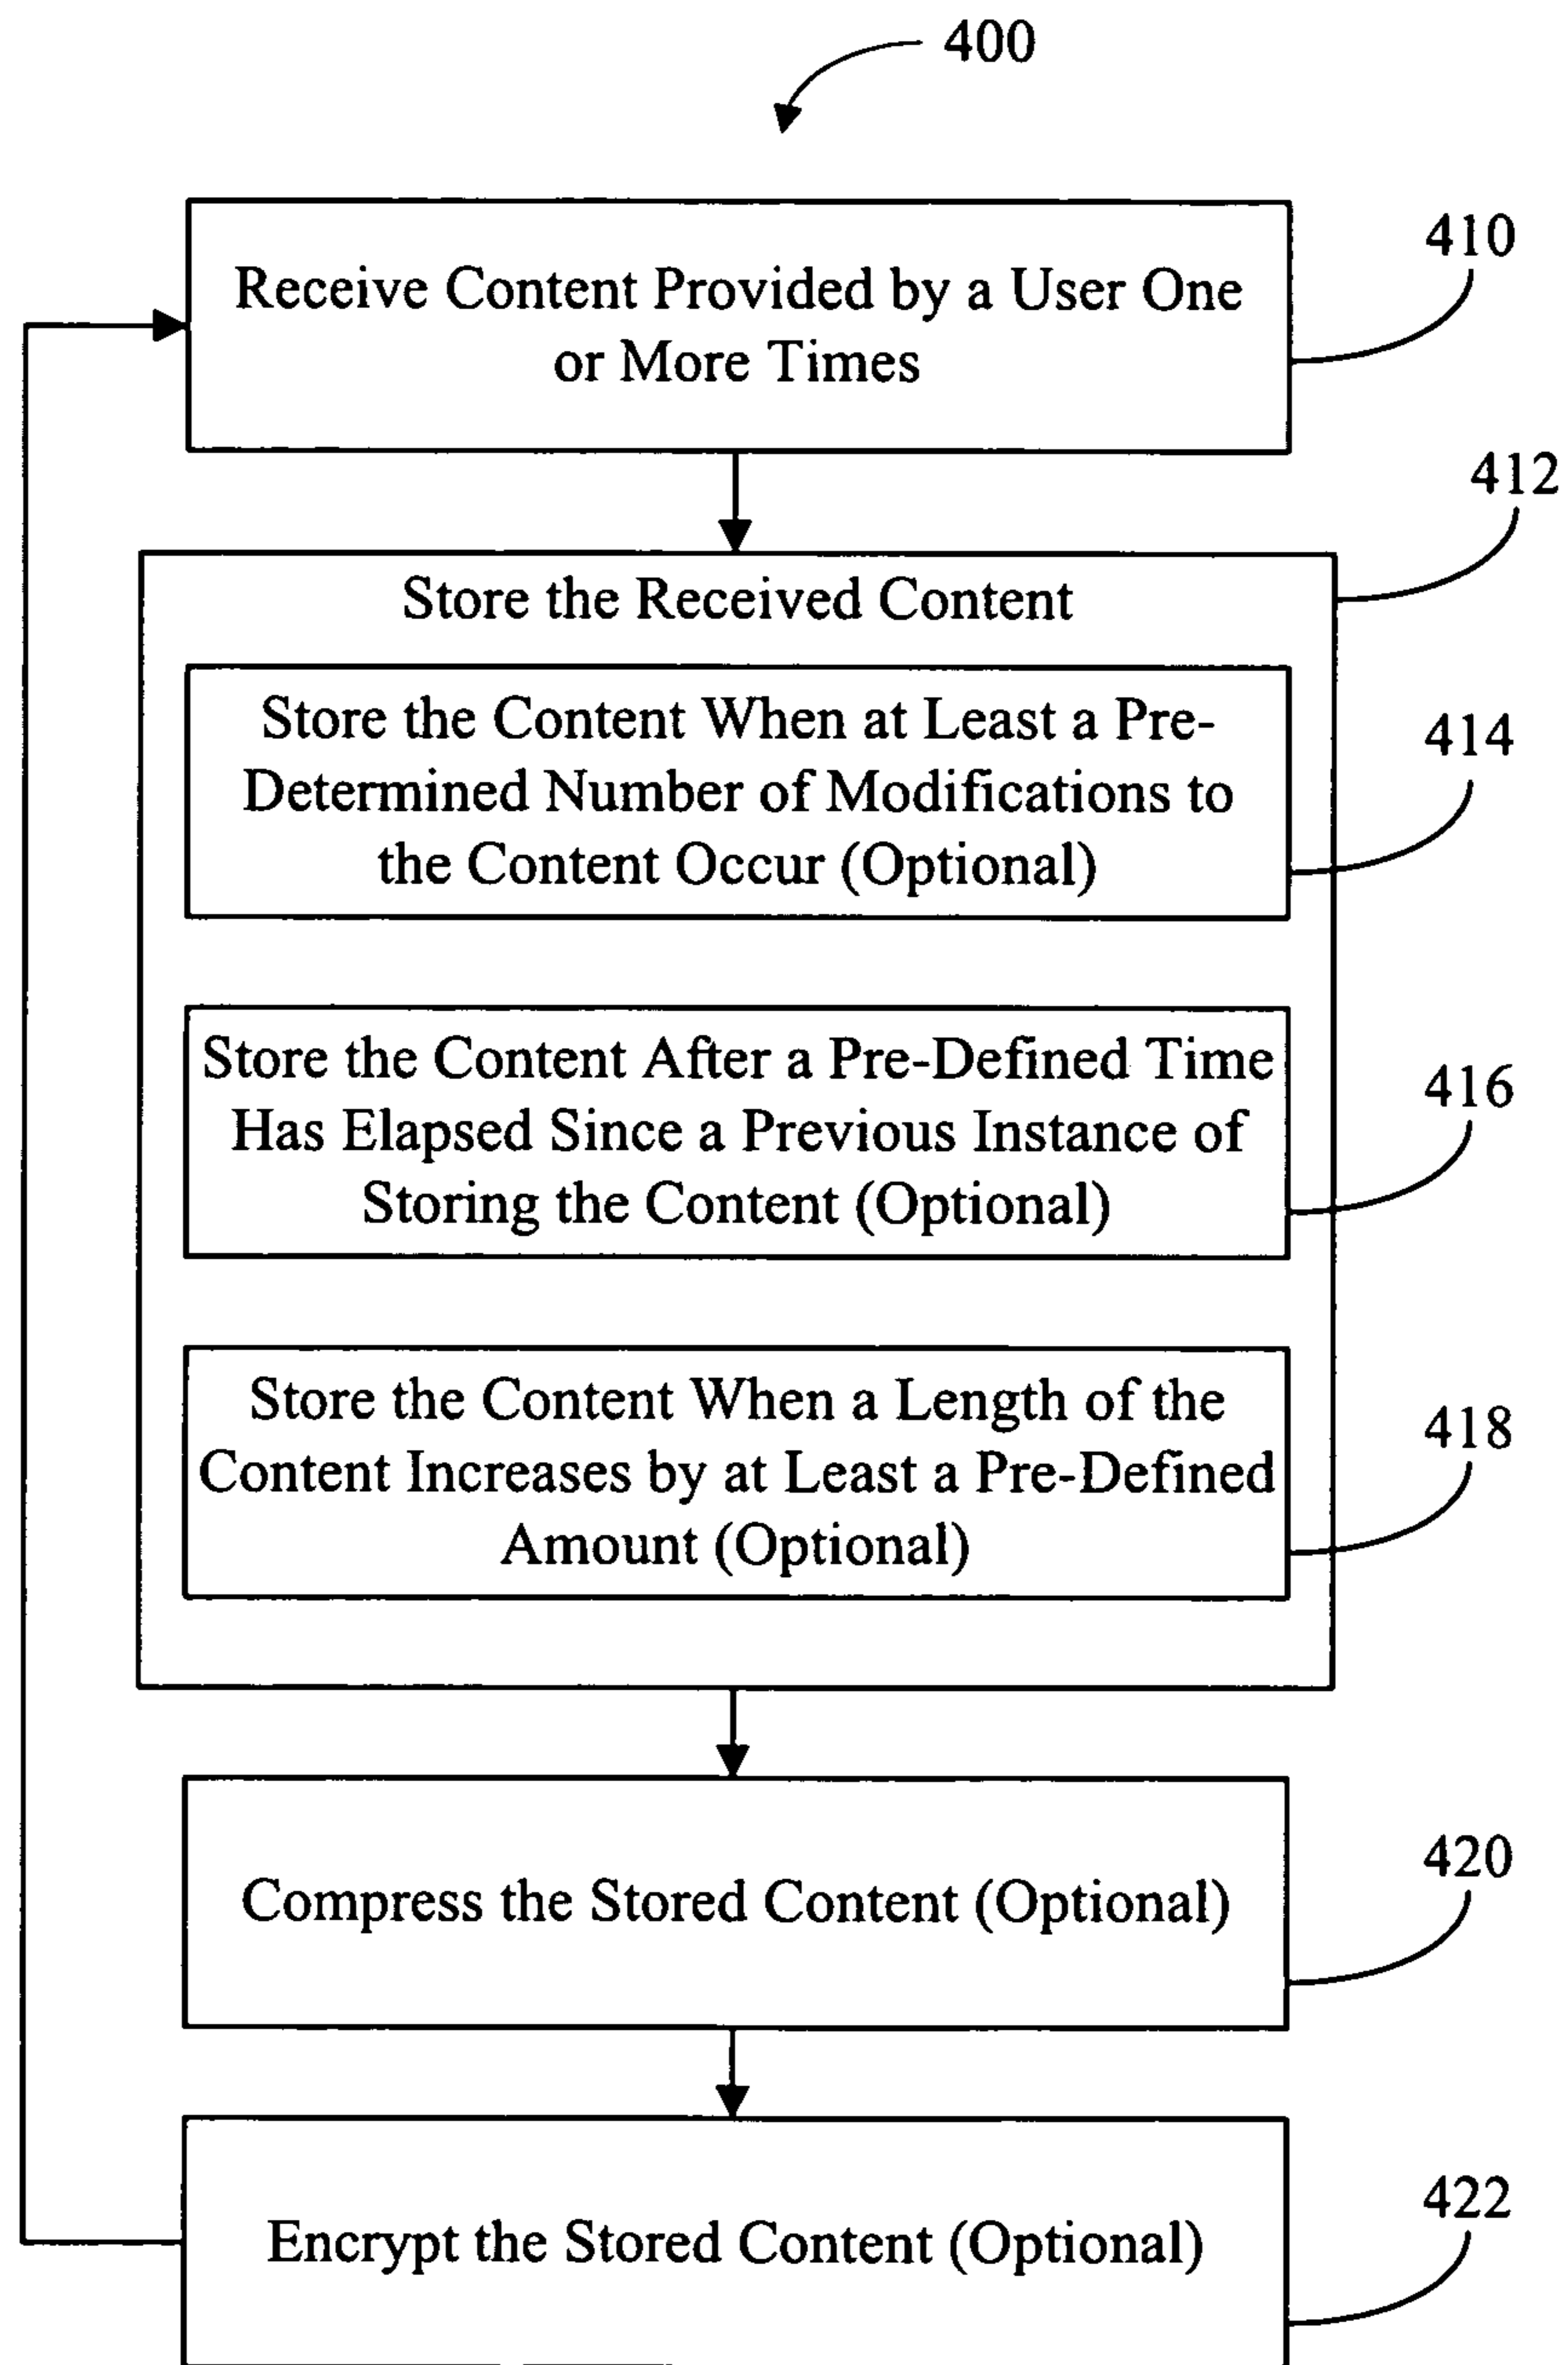 400
Receive Content Provided by a User One
or More Times
410
412
Store the Received Content
Store the Content When at Least a Pre-
Determined Number of Modifications to
the Content Occur (Optional)
414
Store the Content After a Pre-Defined Time
Has Elapsed Since a Previous Instance of
Storing the Content (Optional)
416
Store the Content When a Length of the
Content Increases by at Least a Pre-Defined
Amount (Optional)
418
Compress the Stored Content (Optional)
420
Encrypt the Stored Content (Optional)
422